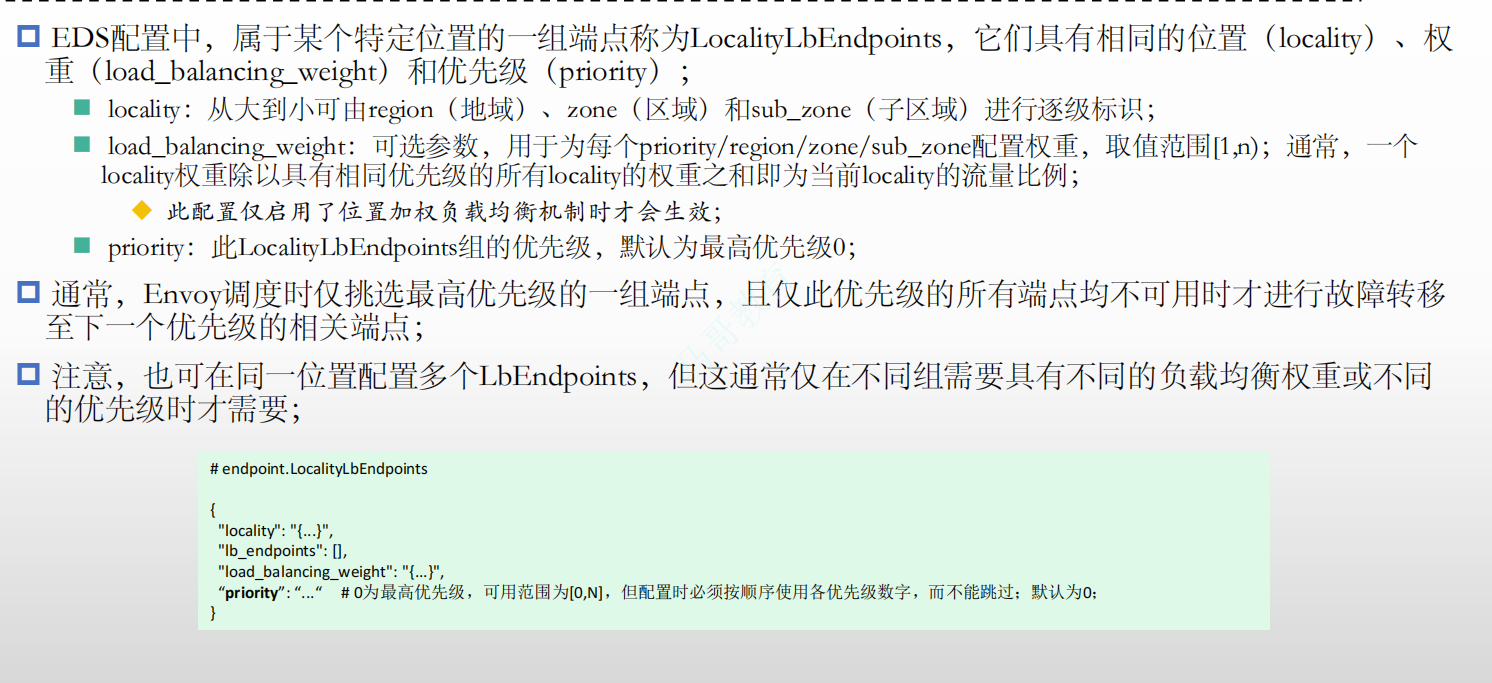 EDS配置中，属于某个特定位置的一组端点称为LocalityLbEndpoints，它们具有相同的位置（locality）、权
重（load_balancing_weight）和优先级（priority）；
locality：从大到小可由region（地域）、zone（区域）和sub_zone（子区域）进行逐级标识；
load_balancing_weight：可选参数，用于为每个priority/region/zone/sub_zone配置权重，取值范围[1,n)；通常，一个
locality权重除以具有相同优先级的所有locality的权重之和即为当前locality的流量比例；
此配置仅启用了位置加权负载均衡机制时才会生效；
priority：此LocalityLbEndpoints组的优先级，默认为最高优先级0；
通常，Envoy调度时仅挑选最高优先级的一组端点，且仅此优先级的所有端点均不可用时才进行故障转移
至下一个优先级的相关端点；
注意，也可在同一位置配置多个LbEndpoints，但这通常仅在不同组需要具有不同的负载均衡权重或不同
的优先级时才需要；
马哥教育
# endpoint.LocalityLbEndpoints
{
"locality": "{...}",
"lb_endpoints": [],
"load_balancing_weight": "{...}",
“priority”: “...“ # 0为最高优先级，可用范围为[0,N]，但配置时必须按顺序使用各优先级数字，而不能跳过；默认为0；
}